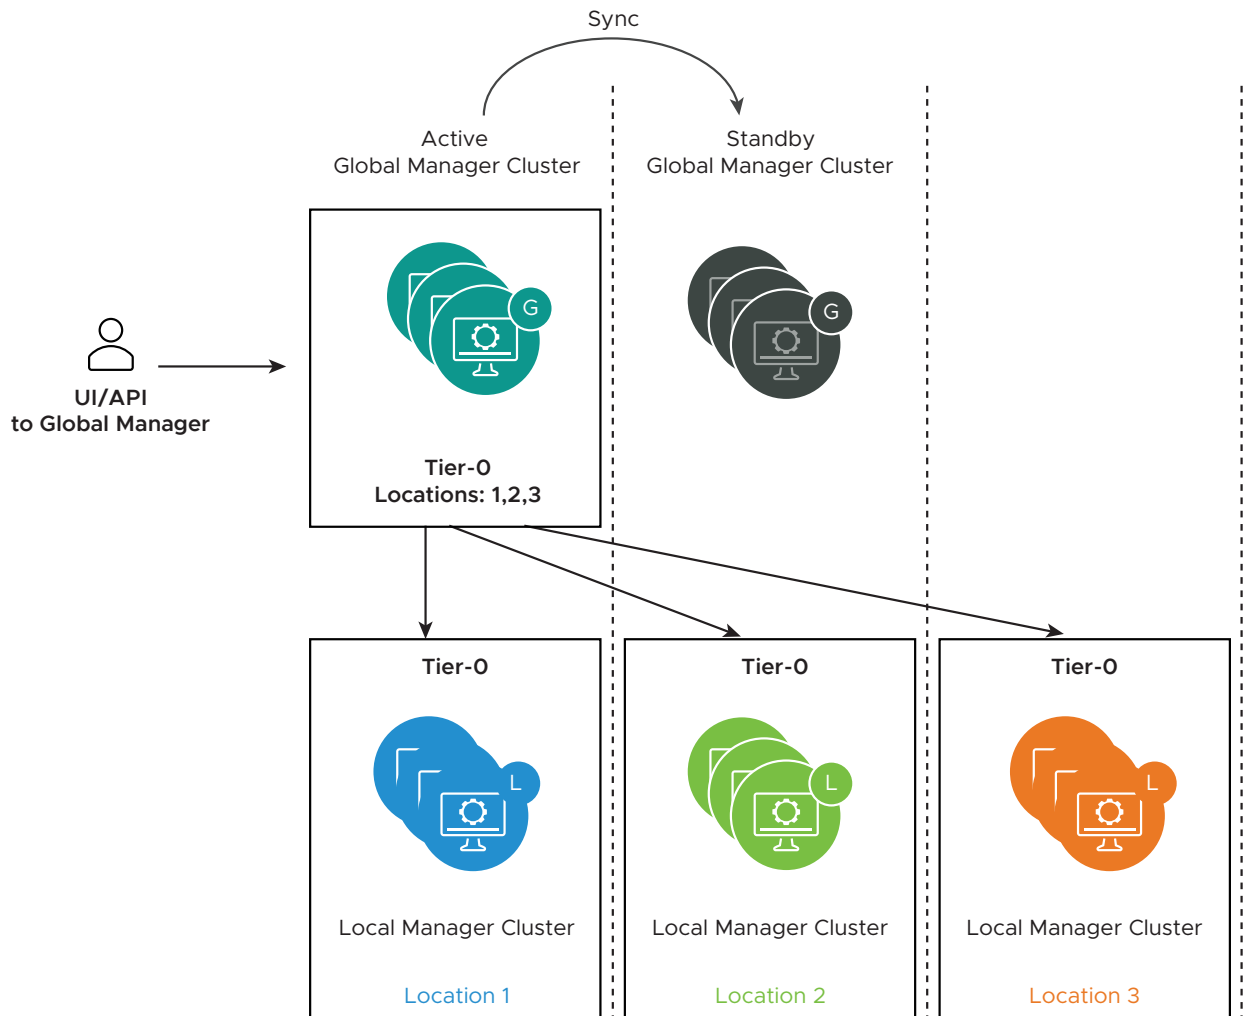 Sync
Active
Global Manager Cluster
Standby
Global Manager Cluster
G
G
UI/API
to Global Manager
Tier-0
Locations: 1,2,3
Tier-0
Tier-0
Tier-0
L
L
L
Local Manager Cluster
Local Manager Cluster
Local Manager Cluster
Location 1
Location 2
Location 3